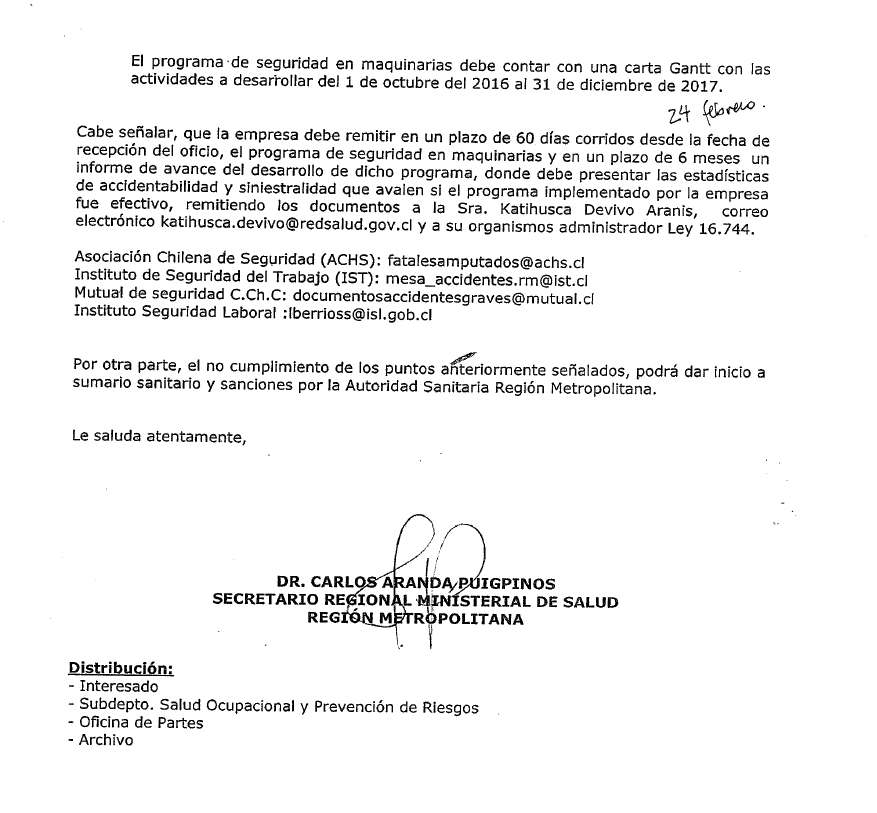 El programa de seguridad en maquinarias debe contar con una carta Gantt con las
actividades a desarrollar del 1 de octubre del 2016 al 31 de diciembre de 2017.
24 febrero.
Cabe señalar, que la empresa debe remitir en un plazo de 60 días corridos desde la fecha de
recepción del oficio, el programa de seguridad en maquinarias y en un plazo de 6 meses un
informe de avance del desarrollo de dicho programa, donde debe presentar las estadísticas
de accidentabilidad y siniestralidad que avalen si el programa implementado por la empresa
fue efectivo, remitiendo los documentos a la Sra. Katihusca Devivo Aranis, correo
electrónico katihusca.devivo@redsalud.gov.cl y a su organismos administrador Ley 16.744.
Asociación Chilena de Seguridad (ACHS): fatalesamputados@achs.cl
Instituto de Seguridad del Trabajo (IST): mesa_accidentes.rm@ist.cl
Mutual de seguridad C.Ch.C: documentosaccidentesgraves@mutual.cl
Instituto Seguridad Laboral :lberrioss@isl.gob.cl
Por otra parte, el no cumplimiento de los puntos anteriormente señalados, podrá dar inicio a
sumario sanitario y sanciones por la Autoridad Sanitaria Región Metropolitana.
Le saluda atentamente,
DR. CARLOS ARANDA PUIGPINOS
SECRETARIO REGIONAL MINISTERIAL DE SALUD
REGIÓN METROPOLITANA
Distribución:
- Interesado
- Subdepto. Salud Ocupacional y Prevención de Riesgos
- Oficina de Partes
- Archivo